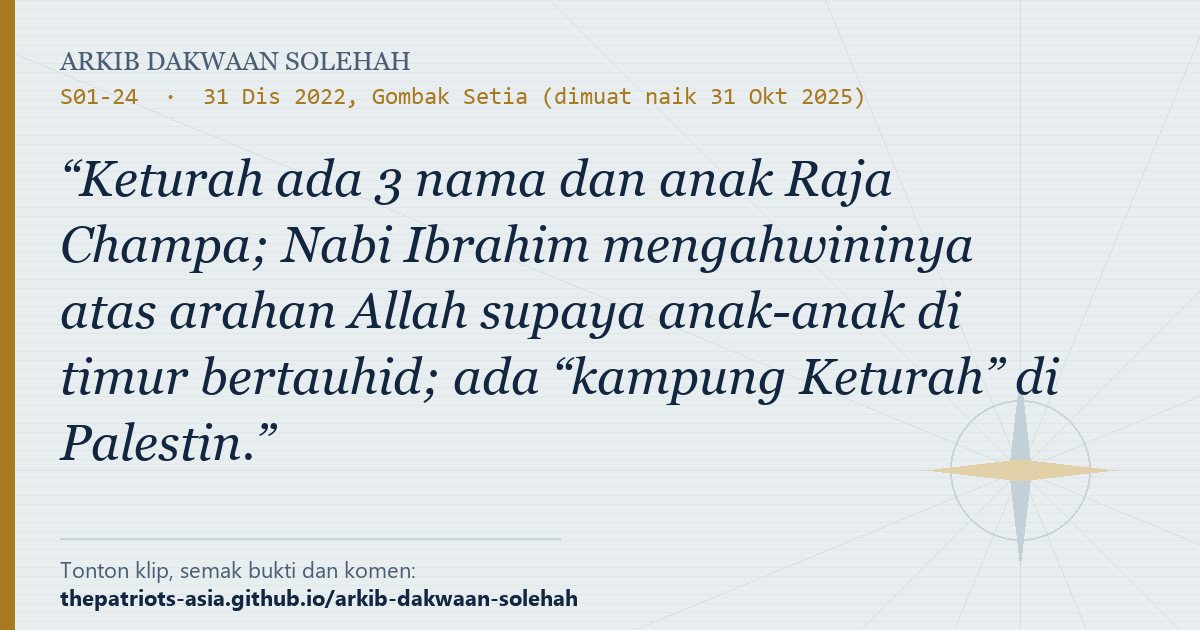 ARKIB DAKWAAN SOLEHAH
S01-24 · 31 Dis 2022, Gombak Setia (dimuat naik 31 Okt 2025)
“Keturah ada 3 nama dan anak Raja
Champa; Nabi Ibrahim mengahwininya
atas arahan Allah supaya anak-anak di
timur bertauhid; ada “kampung Keturah” di
Palestin.”
Tonton klip, semak bukti dan komen:
thepatriots-asia.github.io/arkib-dakwaan-solehah